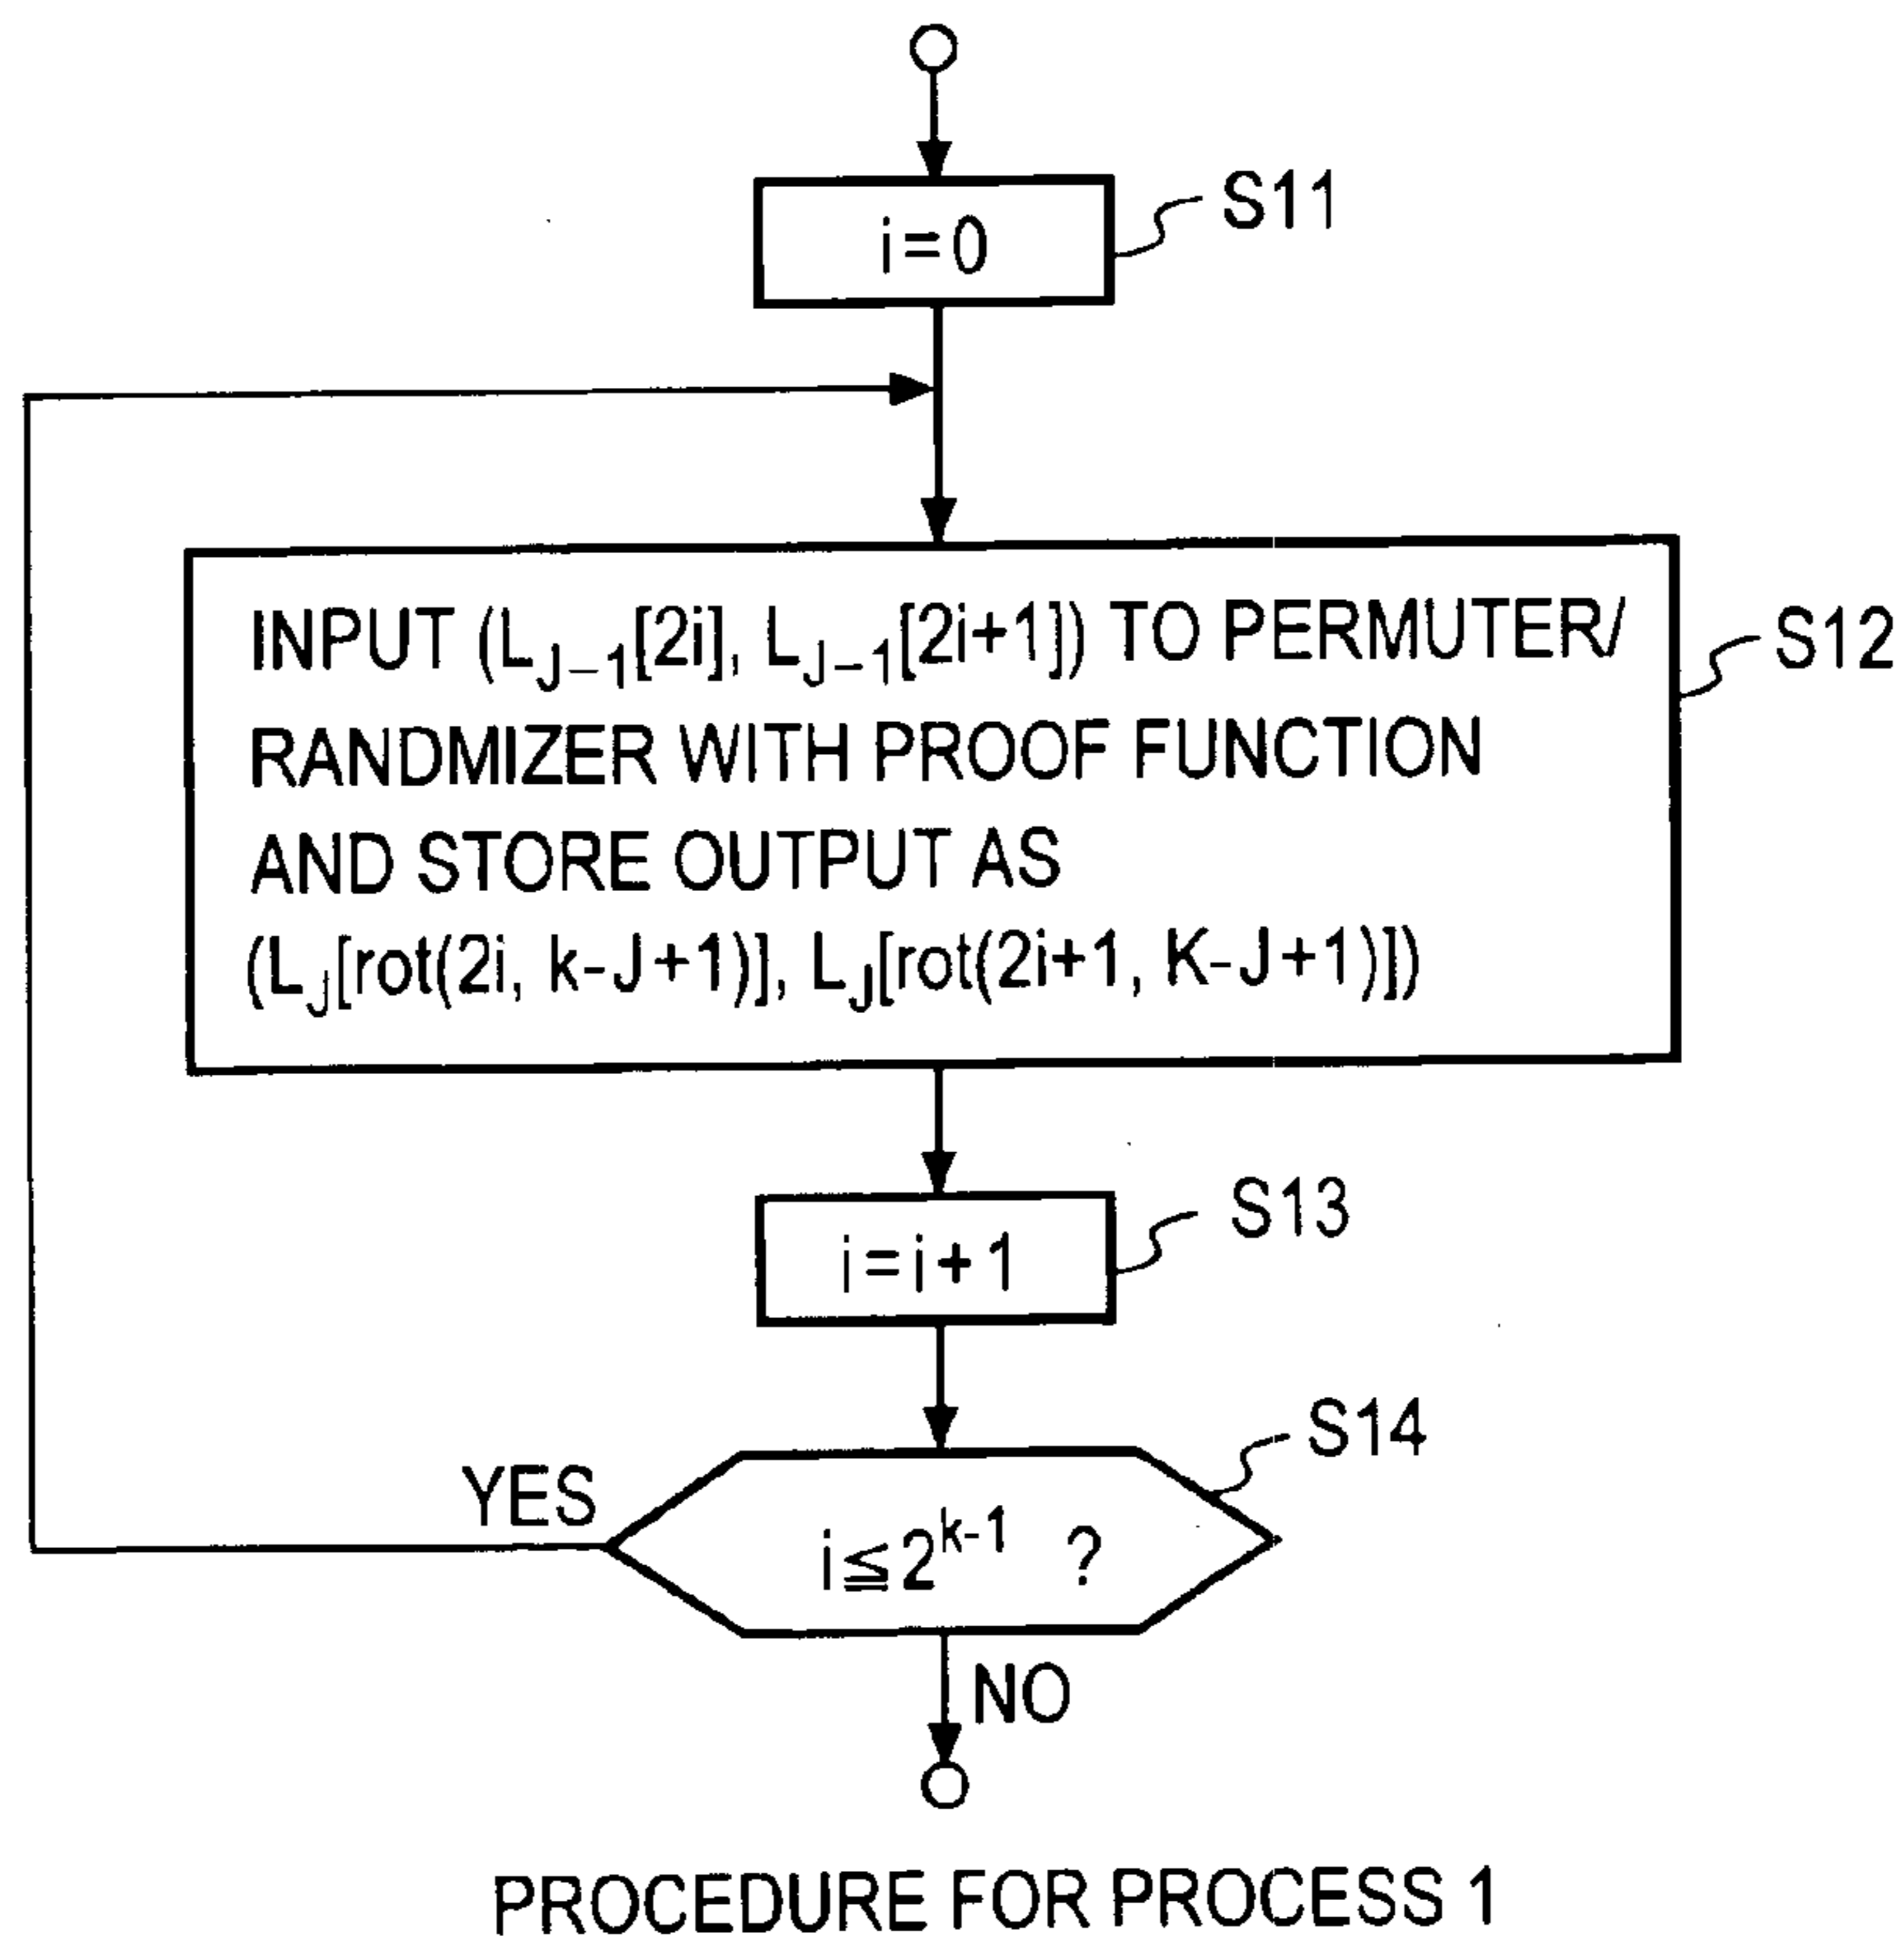 S11
i=0
INPUT (L_{J-1}[2i], L_{J-1}[2i+1]) TO PERMUTER/
RANDMIZER WITH PROOF FUNCTION
AND STORE OUTPUT AS
(L_J[rot(2i, k-J+1)], L_J[rot(2i+1, K-J+1)])
S12
S13
i=i+1
S14
YES
i≦2^{k-1} ?
NO
PROCEDURE FOR PROCESS 1